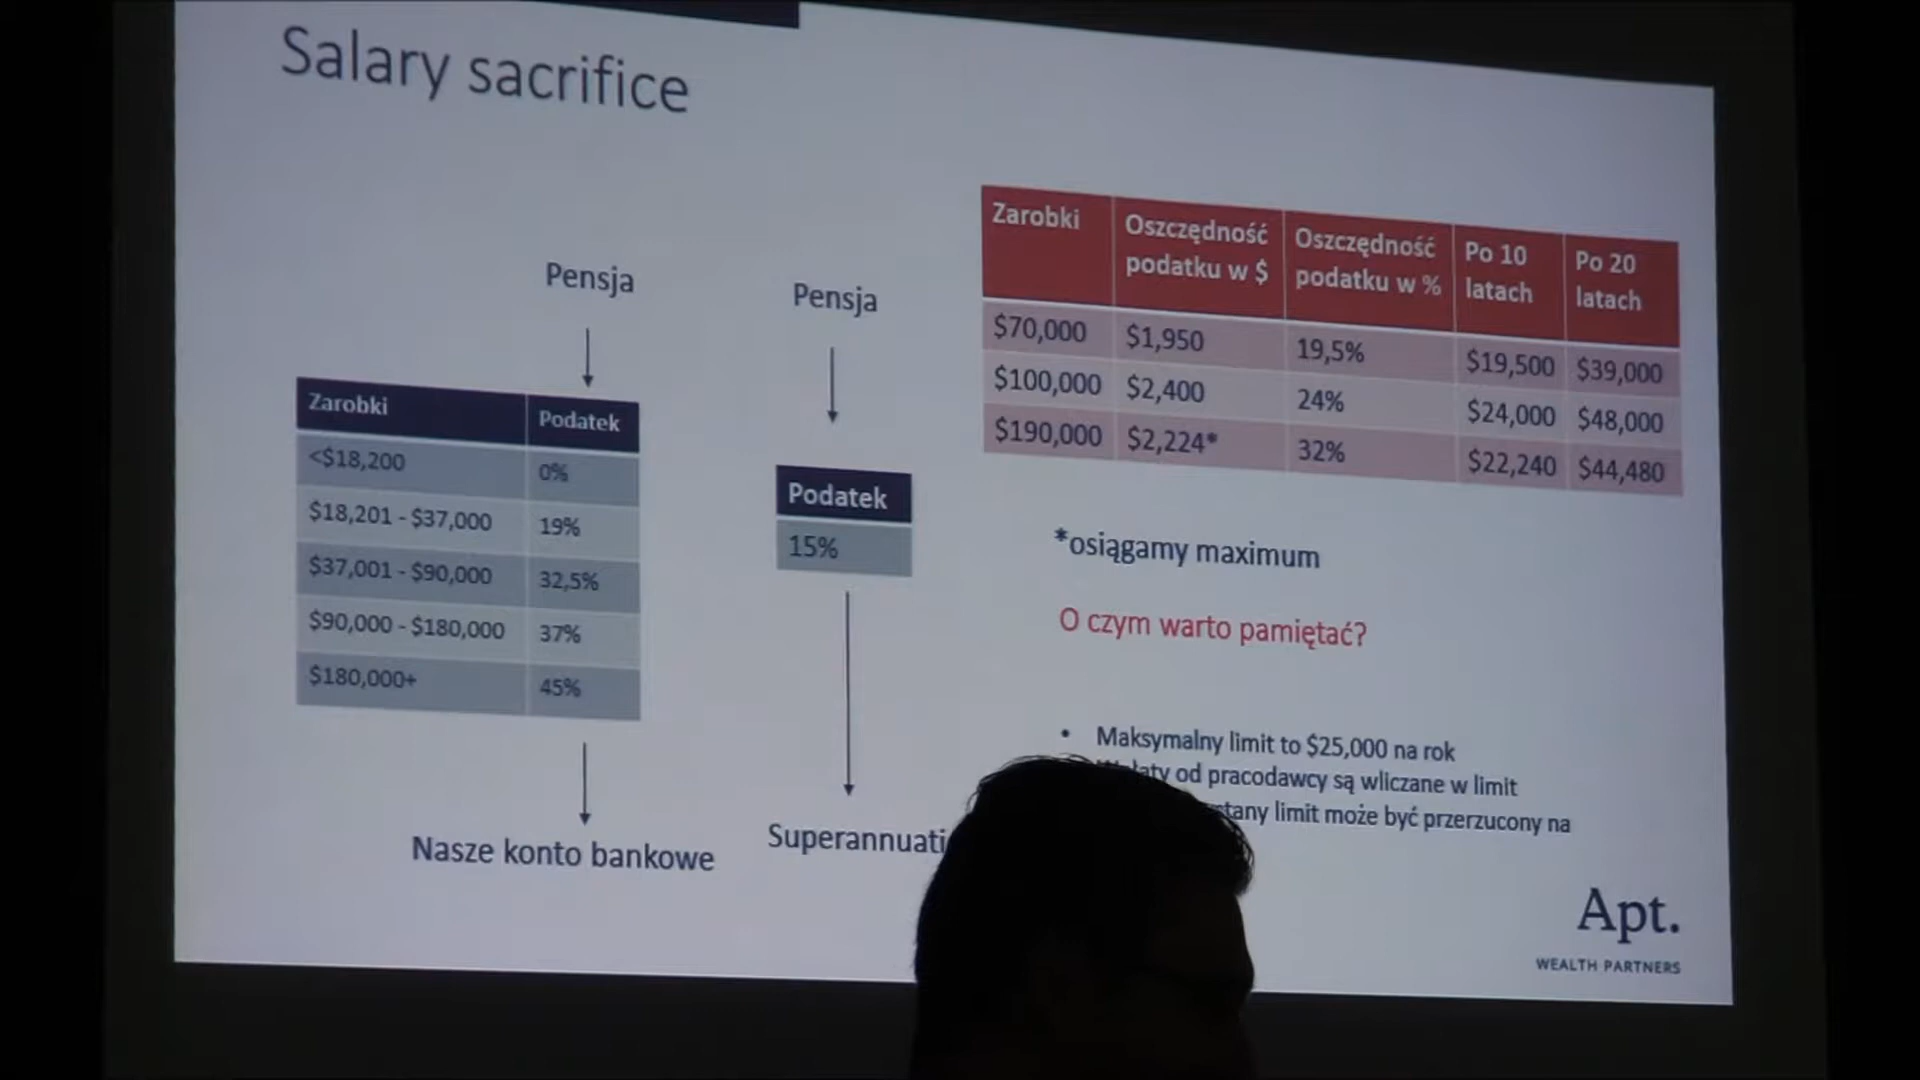 Salary sacrifice
Pensja
Zarobki Podatek
<$18,200 0%
$18,201 - $37,000 19%
$37,001 - $90,000 32,5%
$90,000 - $180,000 37%
$180,000+ 45%
Nasze konto bankowe
Pensja
Podatek
15%
Superannuati
Zarobki Oszczędność podatku w $ Oszczędność podatku w % Po 10 latach Po 20 latach
$70,000 $1,950 19,5% $19,500 $39,000
$100,000 $2,400 24% $24,000 $48,000
$190,000 $2,224* 32% $22,240 $44,480
*osiągamy maximum
O czym warto pamiętać?
• Maksymalny limit to $25,000 na rok
od pracodawcy są wliczane w limit
limit może być przerzucony na
Apt.
WEALTH PARTNERS